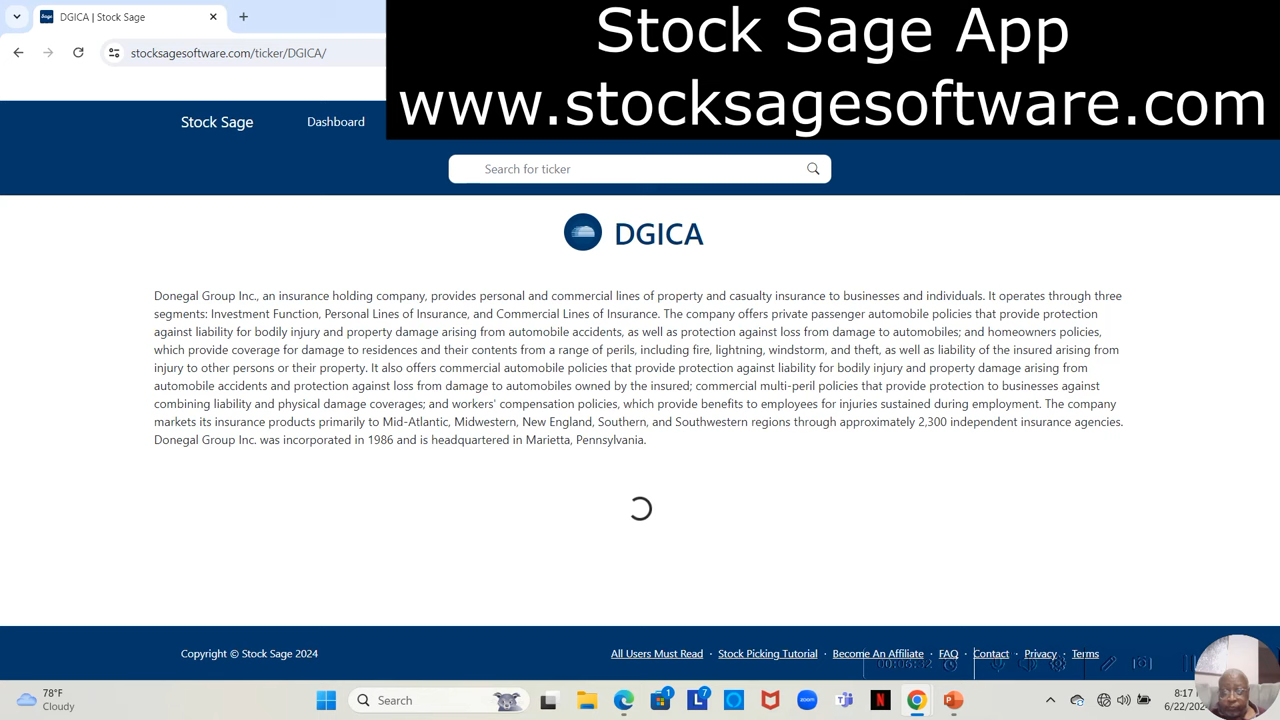 DGICA | Stock Sage
stocksagesoftware.com/ticker/DGICA/
Stock Sage App
www.stocksagesoftware.com
Stock Sage
Dashboard
Search for ticker
DGICA
Donegal Group Inc., an insurance holding company, provides personal and commercial lines of property and casualty insurance to businesses and individuals. It operates through three
segments: Investment Function, Personal Lines of Insurance, and Commercial Lines of Insurance. The company offers private passenger automobile policies that provide protection
against liability for bodily injury and property damage arising from automobile accidents, as well as protection against loss from damage to automobiles; and homeowners policies,
which provide coverage for damage to residences and their contents from a range of perils, including fire, lightning, windstorm, and theft, as well as liability of the insured arising from
injury to other persons or their property. It also offers commercial automobile policies that provide protection against liability for bodily injury and property damage arising from
automobile accidents and protection against loss from damage to automobiles owned by the insured; commercial multi-peril policies that provide protection to businesses against
combining liability and physical damage coverages; and workers' compensation policies, which provide benefits to employees for injuries sustained during employment. The company
markets its insurance products primarily to Mid-Atlantic, Midwestern, New England, Southern, and Southwestern regions through approximately 2,300 independent insurance agencies.
Donegal Group Inc. was incorporated in 1986 and is headquartered in Marietta, Pennsylvania.
Copyright © Stock Sage 2024
All Users Must Read · Stock Picking Tutorial · Become An Affiliate · FAQ · Contact · Privacy · Terms
00:06:32
78°F
Cloudy
Search
1
7
zoom
N
8:17
6/22/202